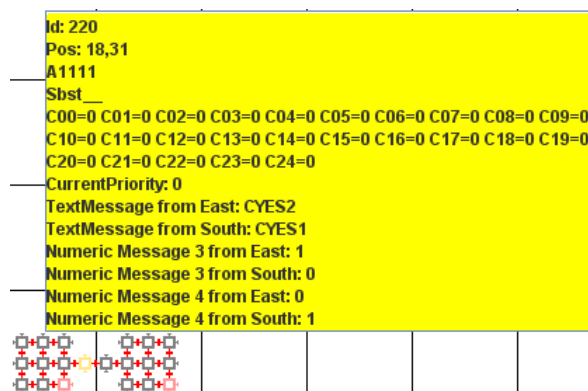 Id: 220
Pos: 18,31
A1111
Sbst__
C00=0 C01=0 C02=0 C03=0 C04=0 C05=0 C06=0 C07=0 C08=0 C09=0
C10=0 C11=0 C12=0 C13=0 C14=0 C15=0 C16=0 C17=0 C18=0 C19=0
C20=0 C21=0 C22=0 C23=0 C24=0
CurrentPriority: 0
TextMessage from East: CYES2
TextMessage from South: CYES1
Numeric Message 3 from East: 1
Numeric Message 3 from South: 0
Numeric Message 4 from East: 0
Numeric Message 4 from South: 1